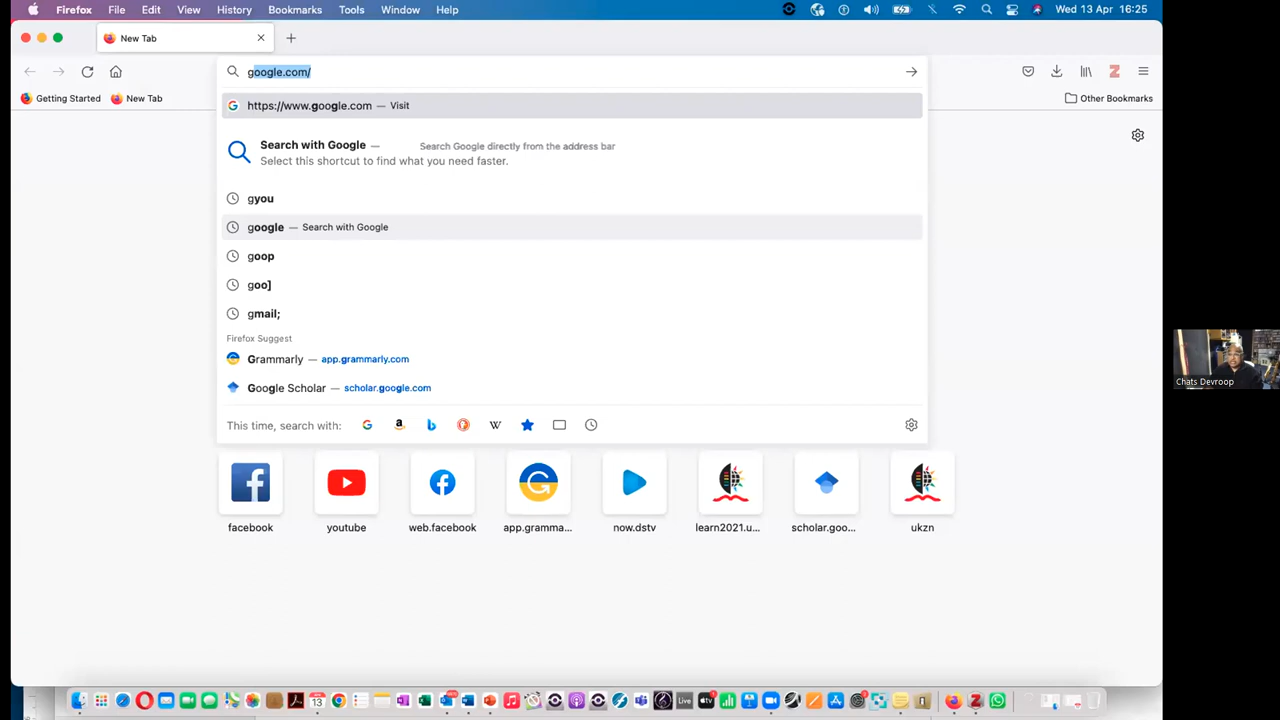 Firefox File Edit View History Bookmarks Tools Window Help Wed 13 Apr 16:25
New Tab
google.com/
Getting Started New Tab Other Bookmarks
https://www.google.com — Visit
Search with Google — Search Google directly from the address bar
Select this shortcut to find what you need faster.
gyou
google — Search with Google
goop
goo]
gmail;
Firefox Suggest
Grammarly — app.grammarly.com
Google Scholar — scholar.google.com
This time, search with:
facebook youtube web.facebook app.gramma... now.dstv learn2021.u... scholar.goo... ukzn
Chats Devroop